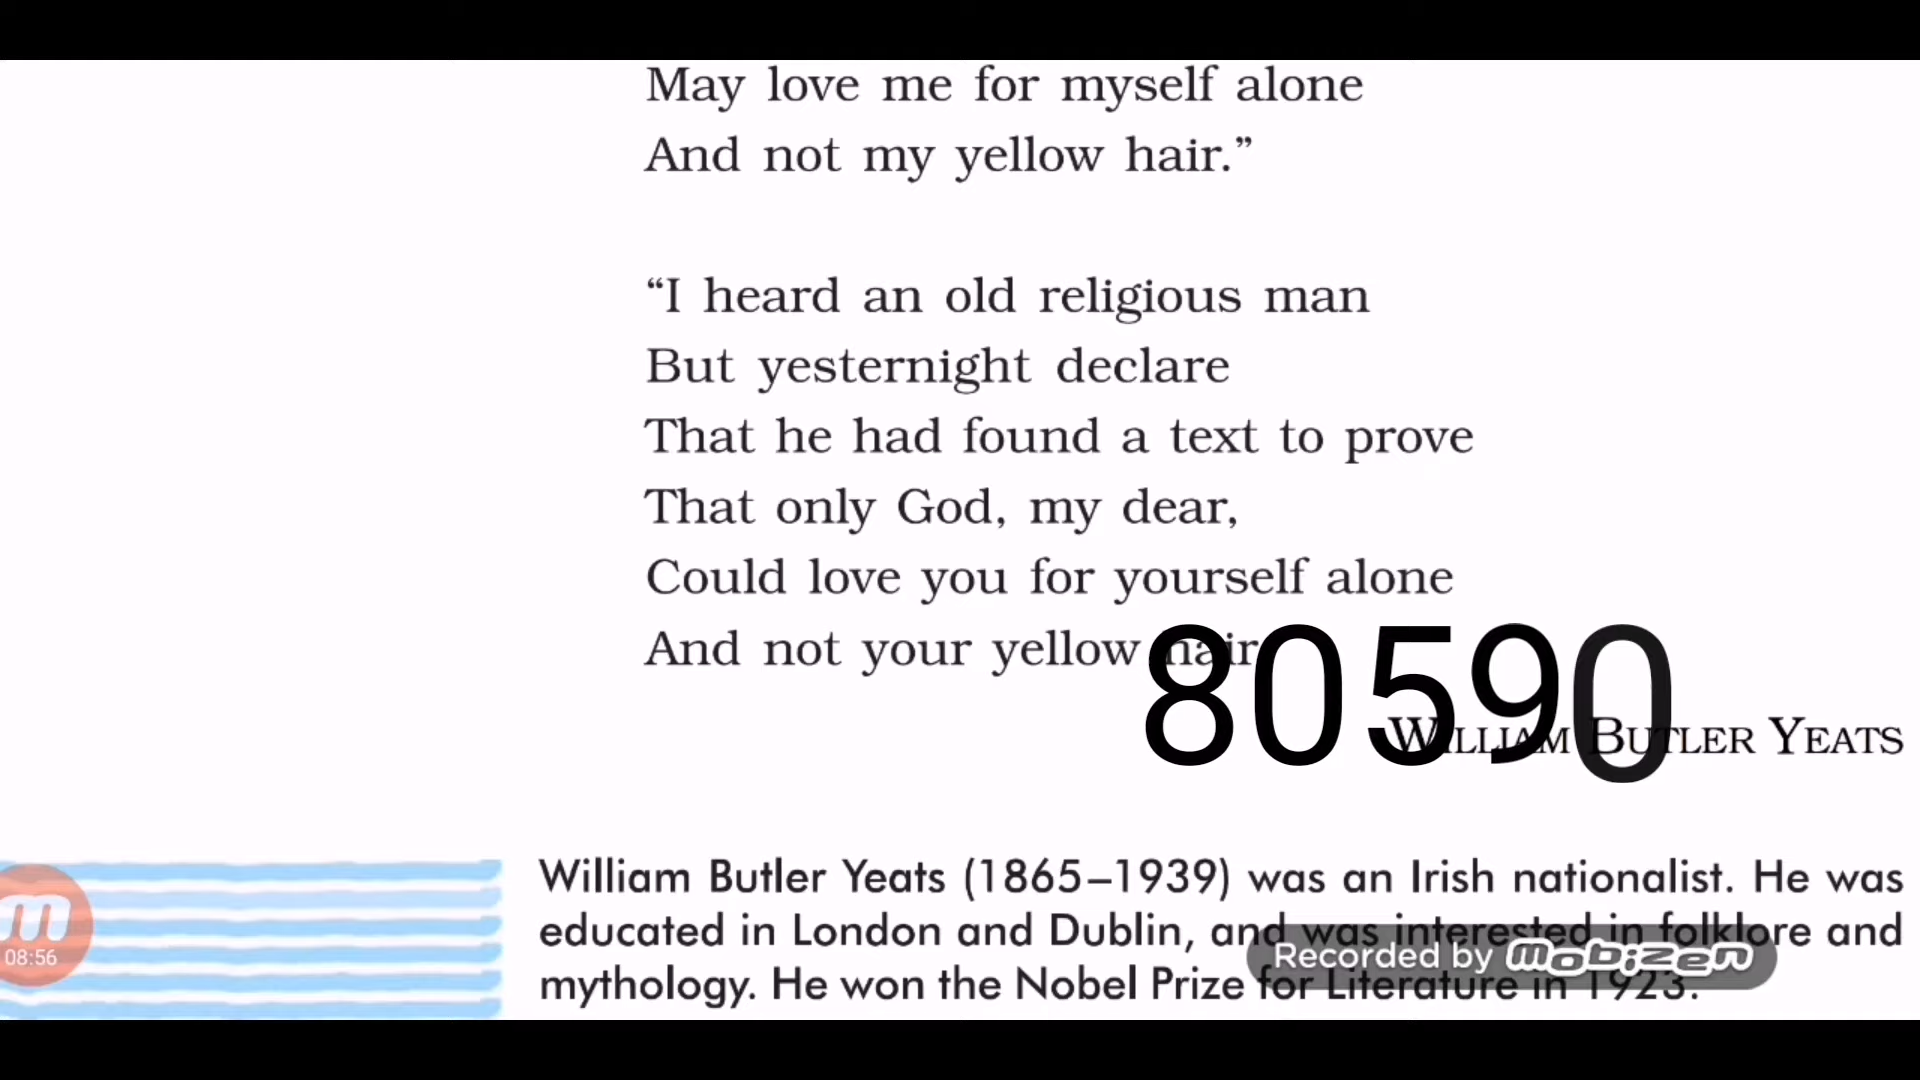 May love me for myself alone
And not my yellow hair.”
“I heard an old religious man
But yesternight declare
That he had found a text to prove
That only God, my dear,
Could love you for yourself alone
And not your yellow hair
80590
WILLIAM BUTLER YEATS
William Butler Yeats (1865–1939) was an Irish nationalist. He was
educated in London and Dublin, and was interested in folklore and
mythology. He won the Nobel Prize for Literature in 1923.
08:56
Recorded by mobizen